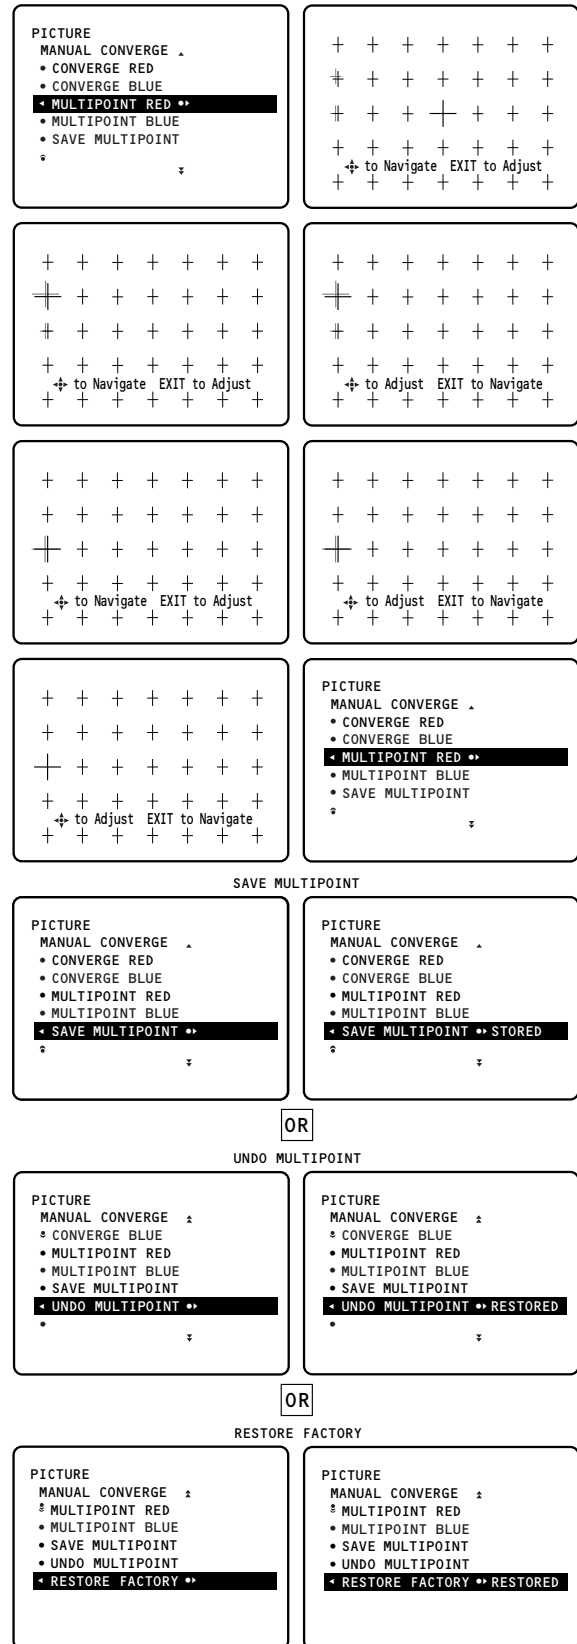 PICTURE
MANUAL CONVERGE
CONVERGE RED
CONVERGE BLUE
MULTIPOINT RED
MULTIPOINT BLUE
SAVE MULTIPOINT
to Navigate EXIT to Adjust
to Navigate EXIT to Adjust
to Adjust EXIT to Navigate
to Navigate EXIT to Adjust
to Adjust EXIT to Navigate
to Adjust EXIT to Navigate
PICTURE
MANUAL CONVERGE
CONVERGE RED
CONVERGE BLUE
MULTIPOINT RED
MULTIPOINT BLUE
SAVE MULTIPOINT
SAVE MULTIPOINT
PICTURE
MANUAL CONVERGE
CONVERGE RED
CONVERGE BLUE
MULTIPOINT RED
MULTIPOINT BLUE
SAVE MULTIPOINT
PICTURE
MANUAL CONVERGE
CONVERGE RED
CONVERGE BLUE
MULTIPOINT RED
MULTIPOINT BLUE
SAVE MULTIPOINT STORED
OR
UNDO MULTIPOINT
PICTURE
MANUAL CONVERGE
CONVERGE BLUE
MULTIPOINT RED
MULTIPOINT BLUE
SAVE MULTIPOINT
UNDO MULTIPOINT
PICTURE
MANUAL CONVERGE
CONVERGE BLUE
MULTIPOINT RED
MULTIPOINT BLUE
SAVE MULTIPOINT
UNDO MULTIPOINT RESTORED
OR
RESTORE FACTORY
PICTURE
MANUAL CONVERGE
MULTIPOINT RED
MULTIPOINT BLUE
SAVE MULTIPOINT
UNDO MULTIPOINT
RESTORE FACTORY
PICTURE
MANUAL CONVERGE
MULTIPOINT RED
MULTIPOINT BLUE
SAVE MULTIPOINT
UNDO MULTIPOINT
RESTORE FACTORY RESTORED